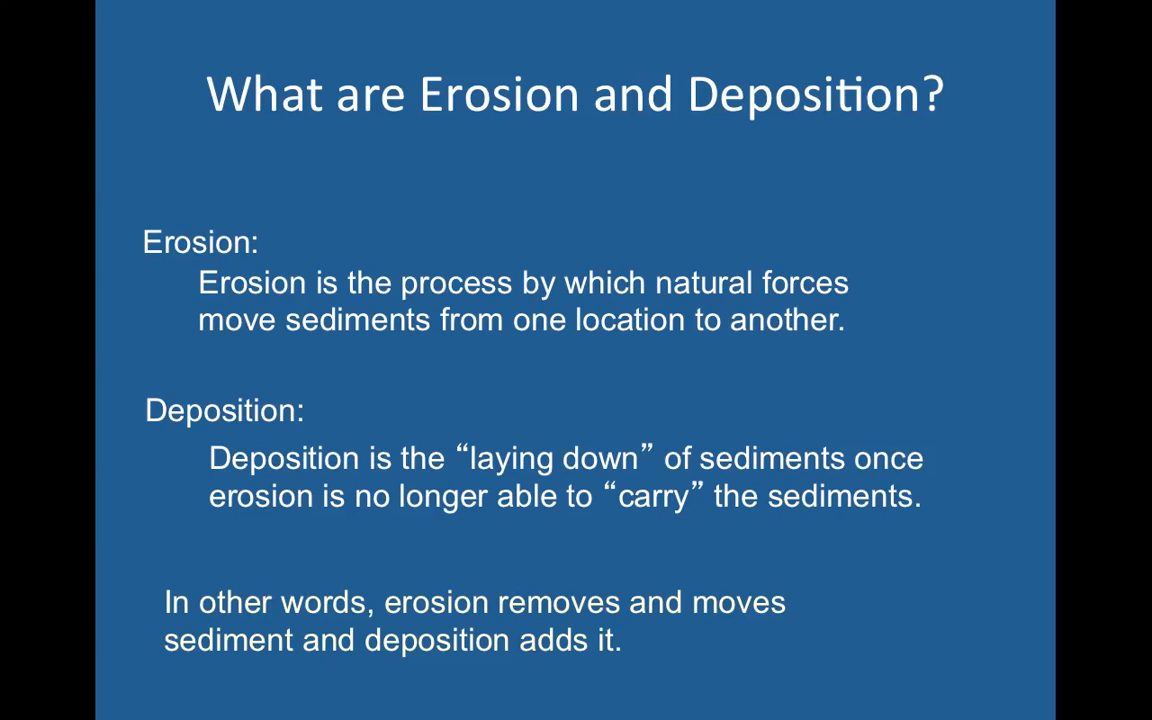 What are Erosion and Deposition?
Erosion:
Erosion is the process by which natural forces
move sediments from one location to another.
Deposition:
Deposition is the “laying down” of sediments once
erosion is no longer able to “carry” the sediments.
In other words, erosion removes and moves
sediment and deposition adds it.